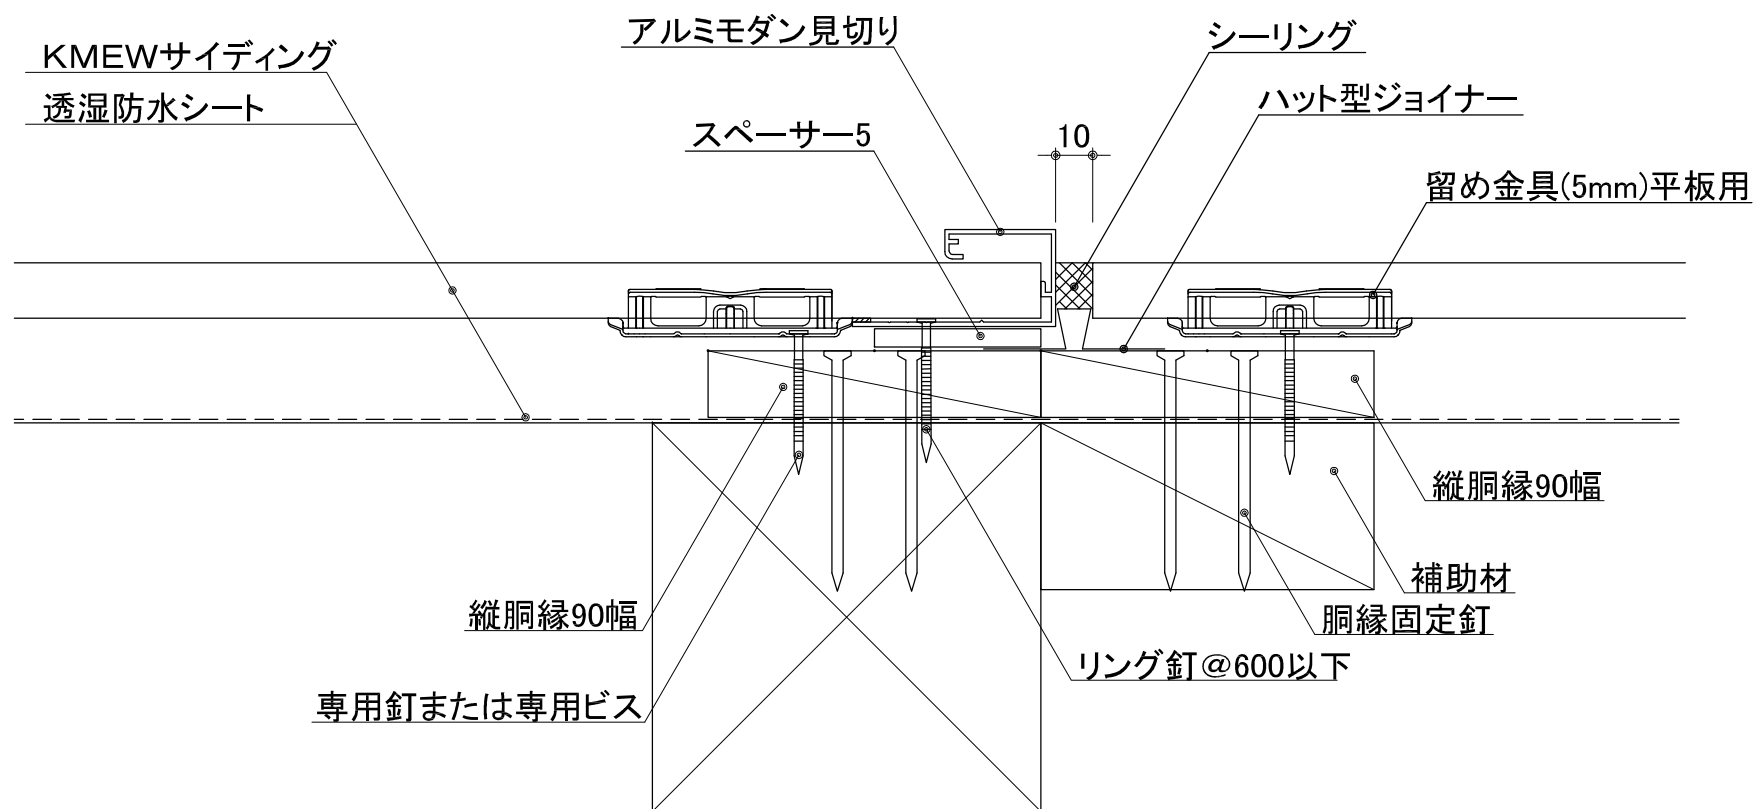 アルミモダン見切り
シーリング
KMEWサイディング
透湿防水シート
ハット型ジョイナー
スペーサー5
10
留め金具(5mm)平板用
縦胴縁90幅
補助材
縦胴縁90幅
胴縁固定釘
リング釘@600以下
専用釘または専用ビス